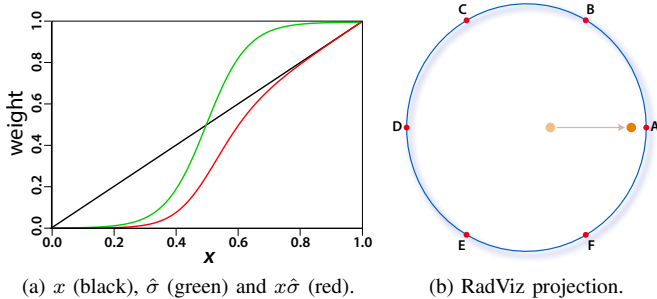 1.0
0.8
0.6
0.4
0.2
0.0
weight
0.0 0.2 0.4 0.6 0.8 1.0
x
C B
D A
E F
(a) x (black), σ̂ (green) and xσ̂ (red).
(b) RadViz projection.